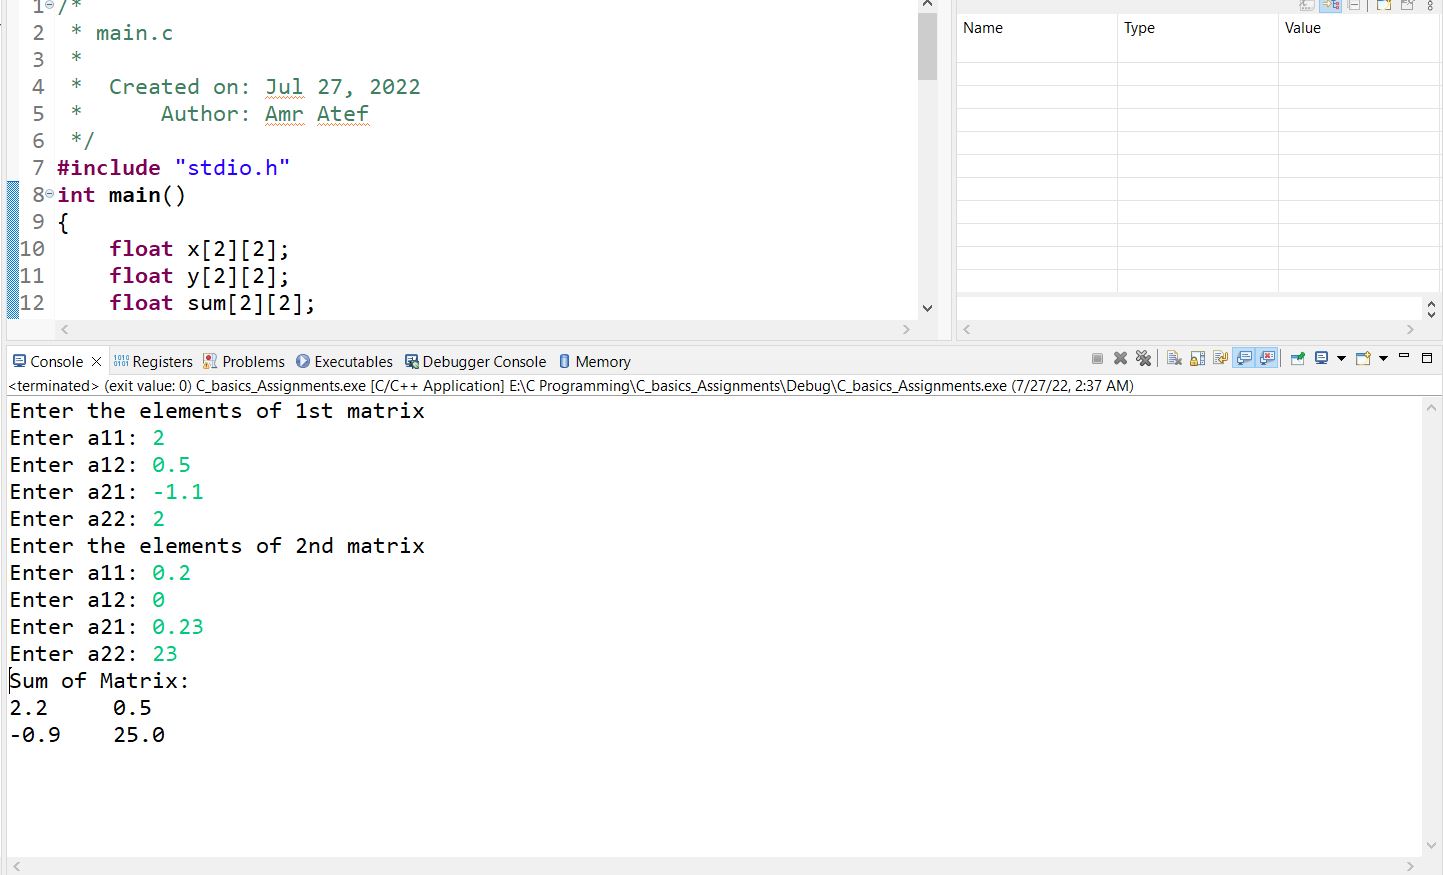 1 /*
2  * main.c
3  *
4  *  Created on: Jul 27, 2022
5  *      Author: Amr Atef
6  */
7 #include "stdio.h"
8 int main()
9 {
10     float x[2][2];
11     float y[2][2];
12     float sum[2][2];
Name Type Value
Console Registers Problems Executables Debugger Console Memory
<terminated> (exit value: 0) C_basics_Assignments.exe [C/C++ Application] E:\C Programming\C_basics_Assignments\Debug\C_basics_Assignments.exe (7/27/22, 2:37 AM)
Enter the elements of 1st matrix
Enter a11: 2
Enter a12: 0.5
Enter a21: -1.1
Enter a22: 2
Enter the elements of 2nd matrix
Enter a11: 0.2
Enter a12: 0
Enter a21: 0.23
Enter a22: 23
Sum of Matrix:
2.2     0.5
-0.9    25.0